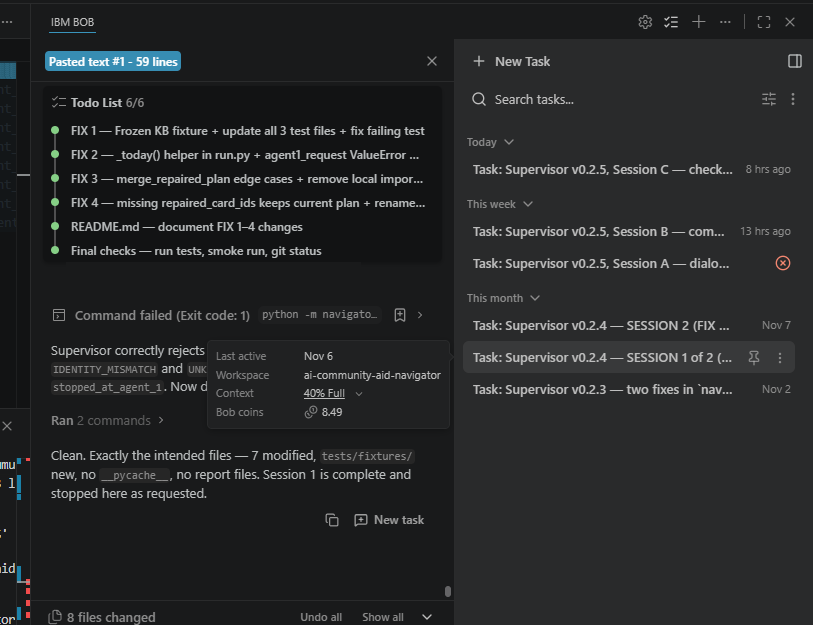 IBM BOB
Pasted text #1 - 59 lines
Todo List 6/6
FIX 1 — Frozen KB fixture + update all 3 test files + fix failing test
FIX 2 — _today() helper in run.py + agent1_request ValueError ...
FIX 3 — merge_repaired_plan edge cases + remove local impor...
FIX 4 — missing repaired_card_ids keeps current plan + rename...
README.md — document FIX 1–4 changes
Final checks — run tests, smoke run, git status
Command failed (Exit code: 1) python -m navigato...
Supervisor correctly rejects
IDENTITY_MISMATCH and UNK
stopped_at_agent_1. Now d
Last active Nov 6
Workspace ai-community-aid-navigator
Context 40% Full
Bob coins 8.49
Ran 2 commands
Clean. Exactly the intended files — 7 modified, tests/fixtures/
new, no __pycache__, no report files. Session 1 is complete and
stopped here as requested.
New task
8 files changed Undo all Show all
New Task
Search tasks...
Today
Task: Supervisor v0.2.5, Session C — check... 8 hrs ago
This week
Task: Supervisor v0.2.5, Session B — com... 13 hrs ago
Task: Supervisor v0.2.5, Session A — dialo...
This month
Task: Supervisor v0.2.4 — SESSION 2 (FIX ... Nov 7
Task: Supervisor v0.2.4 — SESSION 1 of 2 (...
Task: Supervisor v0.2.3 — two fixes in `nav... Nov 2